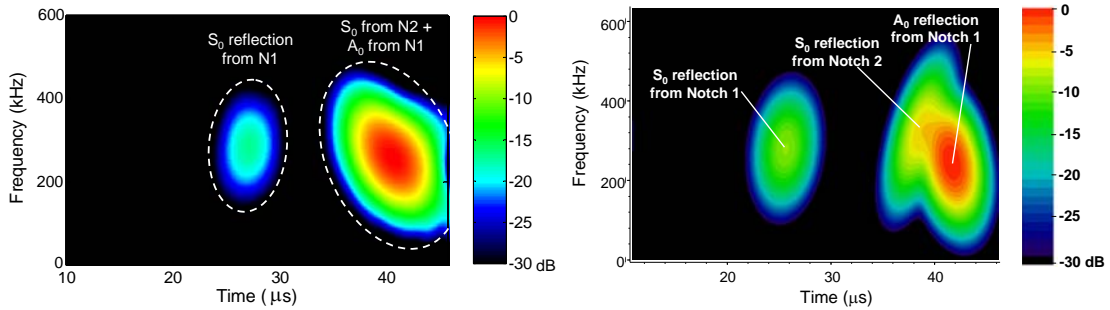 600
400
200
0
Frequency (kHz)
S₀ reflection
from N1
S₀ from N2 +
A₀ from N1
10
20
30
40
Time ( μs)
0
-5
-10
-15
-20
-25
-30 dB
600
400
200
0
Frequency (kHz)
S₀ reflection
from Notch 1
S₀ reflection
from Notch 2
A₀ reflection
from Notch 1
20
30
40
Time (μs)
0
-5
-10
-15
-20
-25
-30 dB